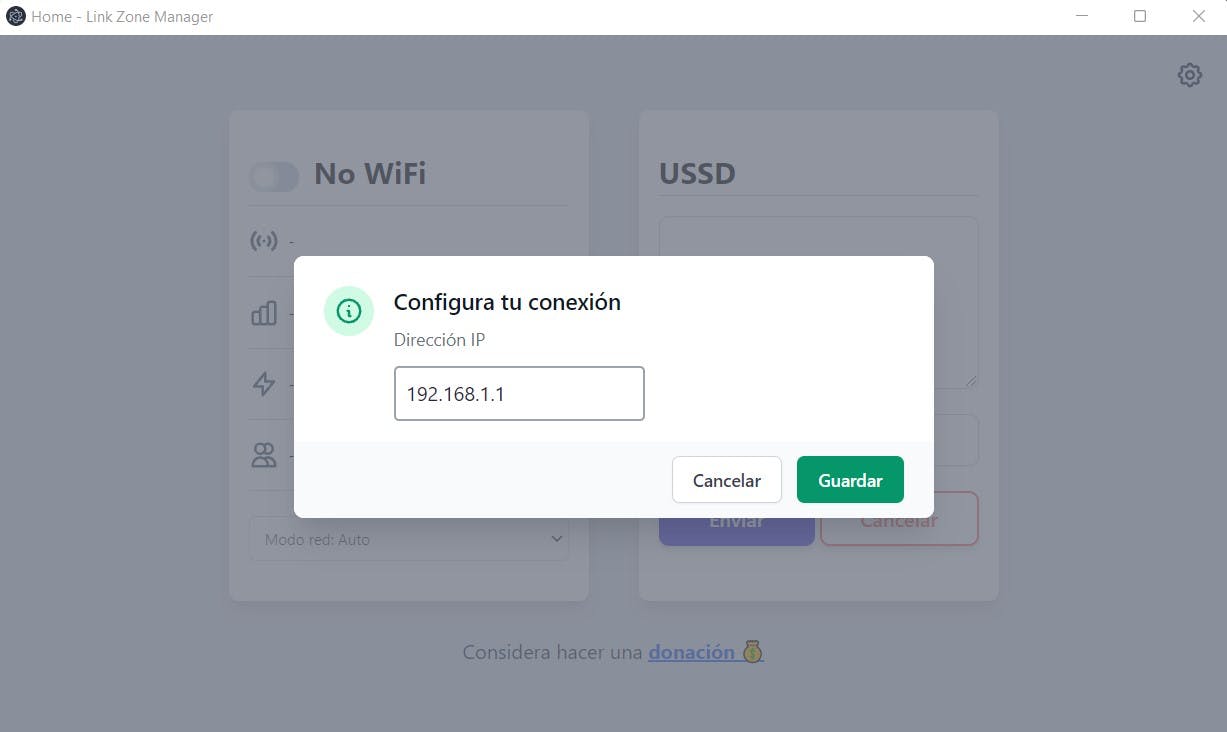 Home - Link Zone Manager
No WiFi
-
-
-
-
Modo red: Auto
USSD
Enviar
Cancelar
Configura tu conexión
Dirección IP
192.168.1.1
Cancelar
Guardar
Considera hacer una donación 💰